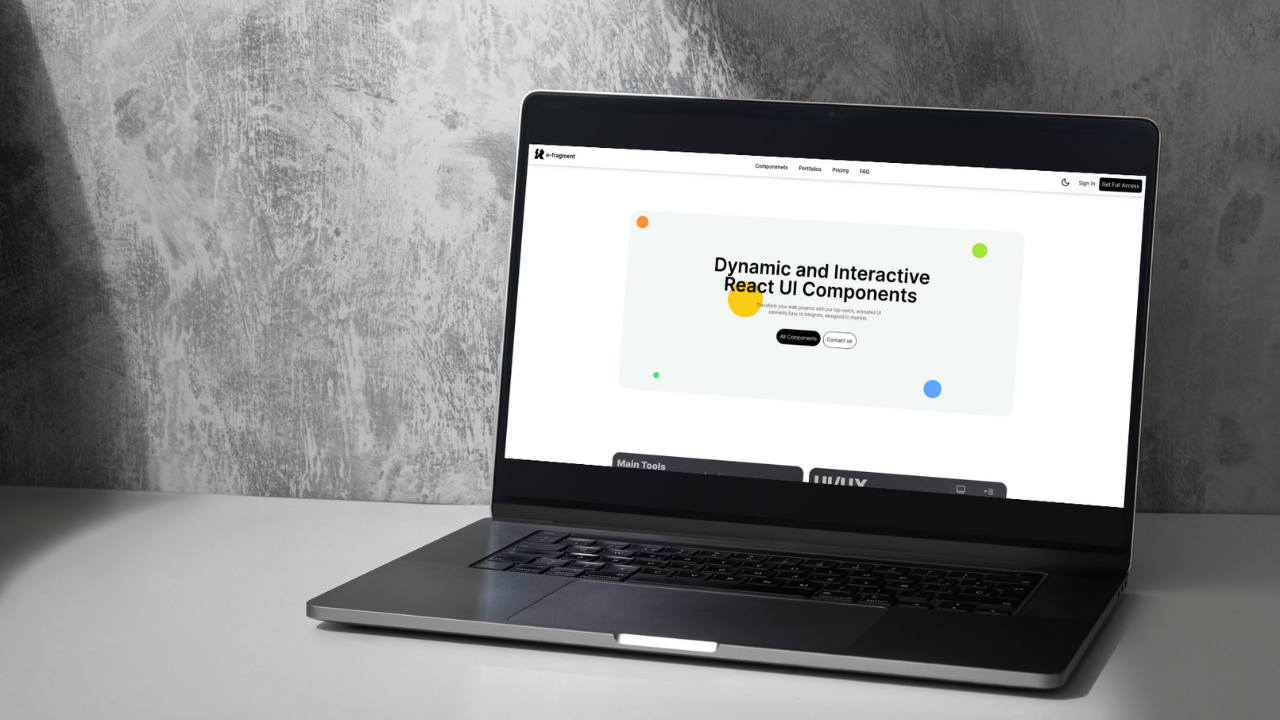 e-fragment
Componenets
Portfolios
Pricing
FAQ
Sign In
Get Full Access
Dynamic and Interactive
React UI Components
Transform your web projects with our top-notch, animated UI
elements.Easy to integrate, designed to impress.
All Components
Contact us
Main Tools
UI/UX